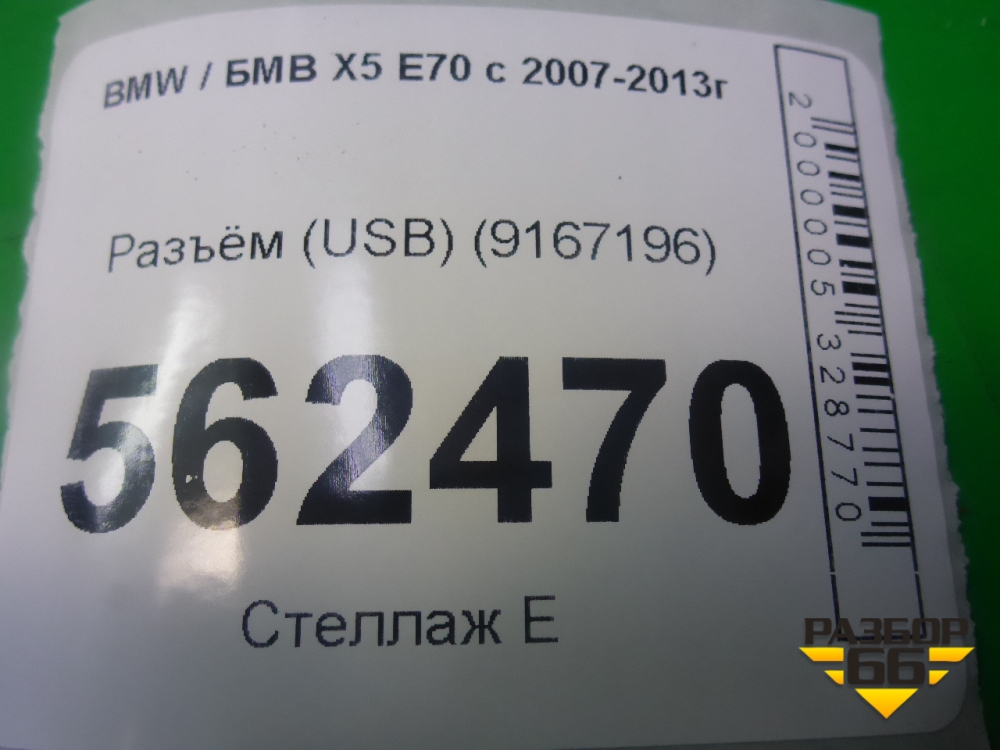 BMW / БМВ X5 E70 с 2007-2013г
Разъём (USB) (9167196)
562470
Стеллаж Е
2000005328770
РАЗБОР
66